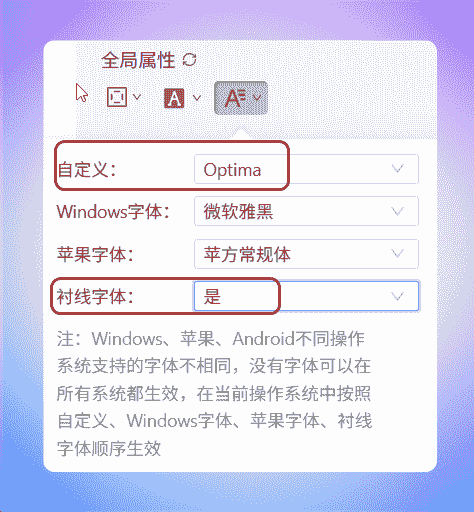 全局属性
A A
自定义： Optima
Windows字体： 微软雅黑
苹果字体： 苹方常规体
衬线字体： 是
注：Windows、苹果、Android不同操作
系统支持的字体不相同，没有字体可以在
所有系统都生效，在当前操作系统中按照
自定义、Windows字体、苹果字体、衬线
字体顺序生效